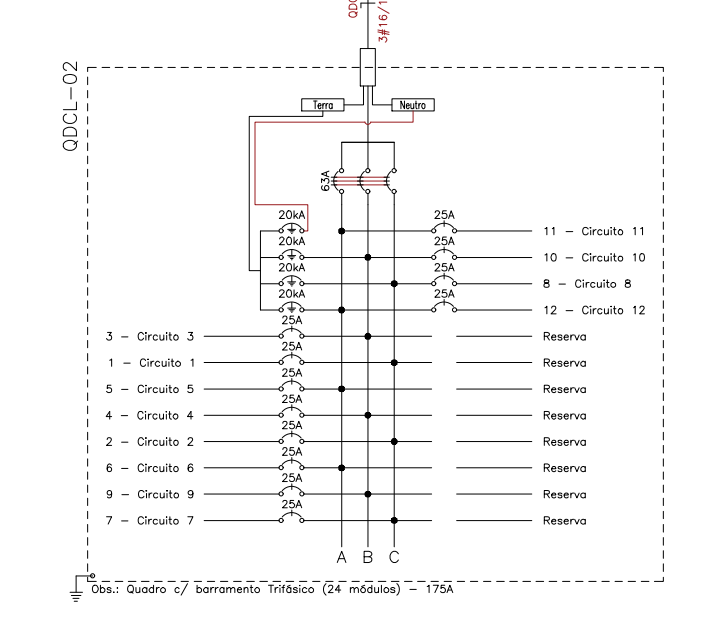 QDC
3#16/1
QDCL-02
Terra
Neutro
63A
20kA
25A
11 - Circuito 11
20kA
25A
10 - Circuito 10
20kA
25A
8 - Circuito 8
20kA
25A
12 - Circuito 12
3 - Circuito 3
25A
Reserva
1 - Circuito 1
25A
Reserva
5 - Circuito 5
25A
Reserva
4 - Circuito 4
25A
Reserva
2 - Circuito 2
25A
Reserva
6 - Circuito 6
25A
Reserva
9 - Circuito 9
25A
Reserva
7 - Circuito 7
25A
Reserva
A B C
Obs.: Quadro c/ barramento Trifásico (24 módulos) - 175A